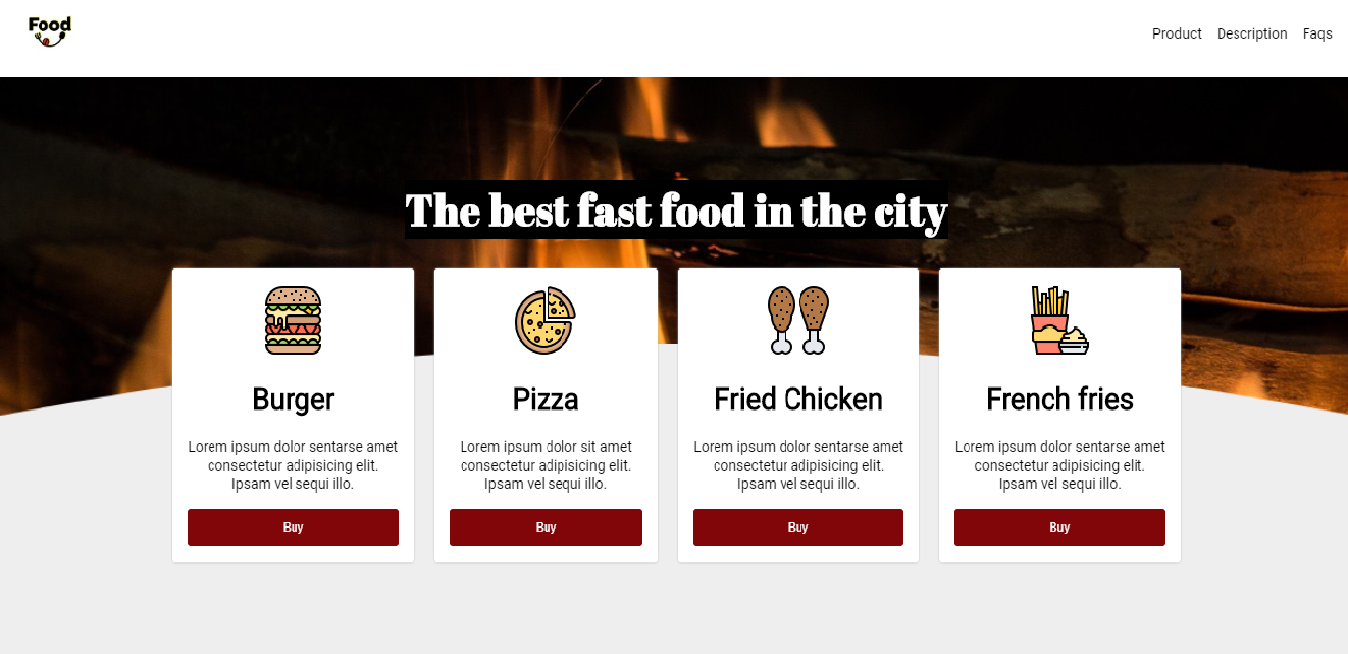 Food
Product Description Faqs
The best fast food in the city
Burger
Lorem ipsum dolor sentarse amet
consectetur adipisicing elit.
Ipsam vel sequi illo.
Buy
Pizza
Lorem ipsum dolor sit amet
consectetur adipisicing elit.
Ipsam vel sequi illo.
Buy
Fried Chicken
Lorem ipsum dolor sentarse amet
consectetur adipisicing elit.
Ipsam vel sequi illo.
Buy
French fries
Lorem ipsum dolor sentarse amet
consectetur adipisicing elit.
Ipsam vel sequi illo.
Buy